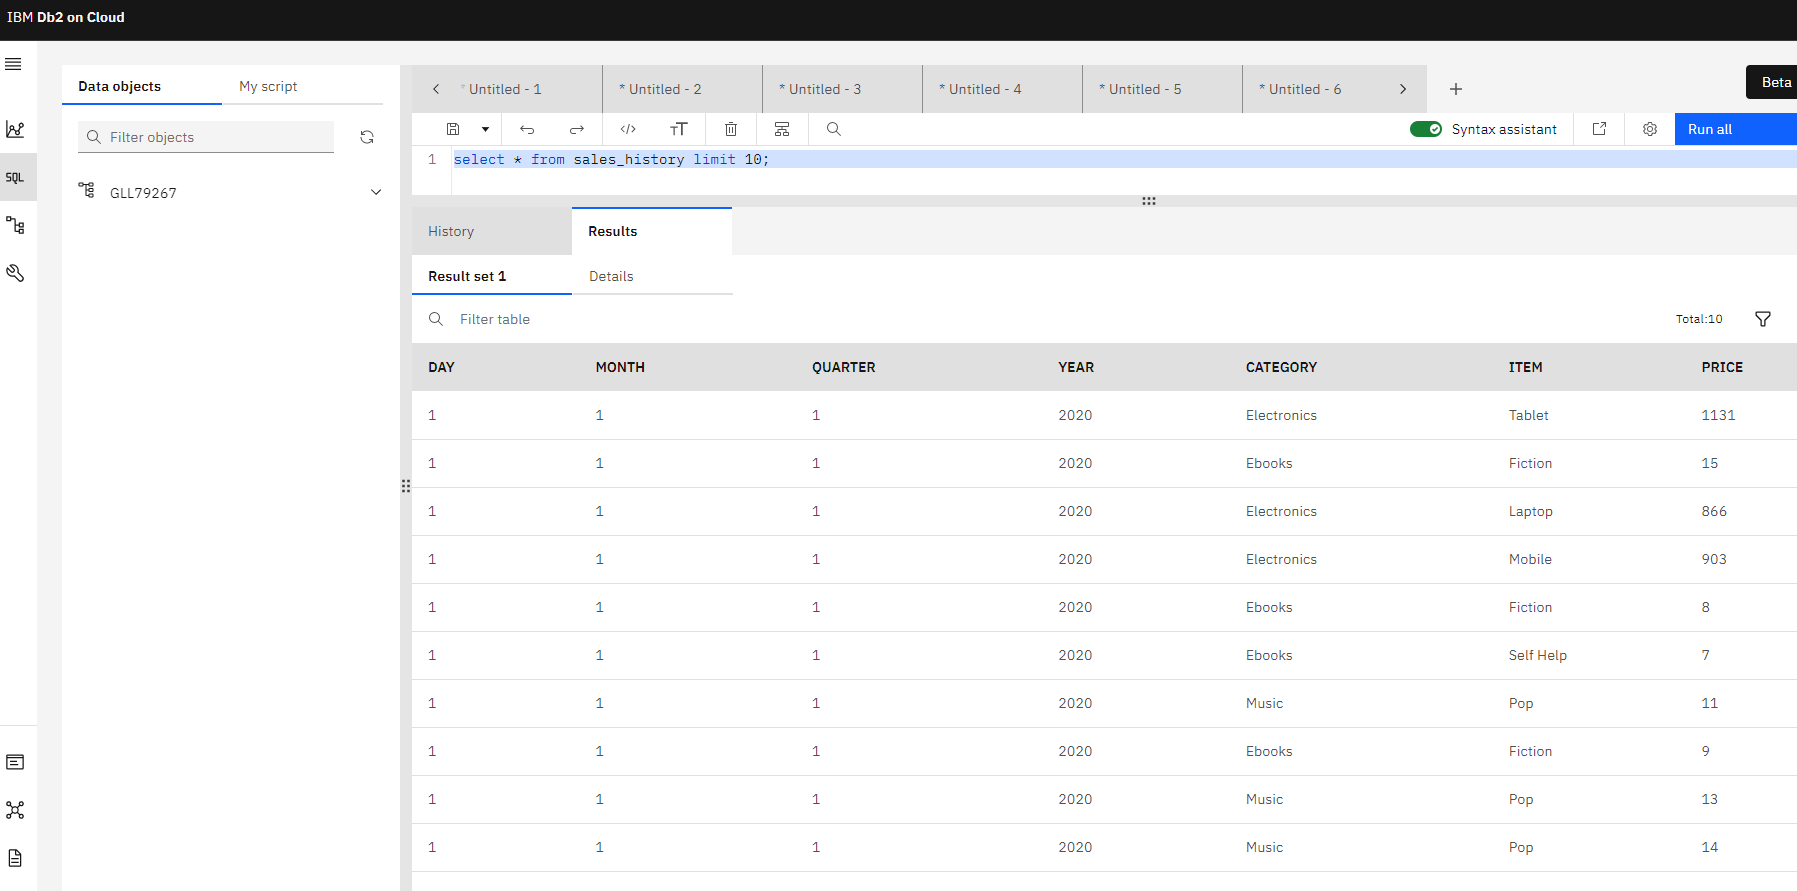 IBM Db2 on Cloud
Data objects
My script
Filter objects
SQL
GLL79267
* Untitled - 1
* Untitled - 2
* Untitled - 3
* Untitled - 4
* Untitled - 5
* Untitled - 6
Beta
Syntax assistant
Run all
1 select * from sales_history limit 10;
History
Results
Result set 1
Details
Filter table
Total:10
DAY MONTH QUARTER YEAR CATEGORY ITEM PRICE
1 1 1 2020 Electronics Tablet 1131
1 1 1 2020 Ebooks Fiction 15
1 1 1 2020 Electronics Laptop 866
1 1 1 2020 Electronics Mobile 903
1 1 1 2020 Ebooks Fiction 8
1 1 1 2020 Ebooks Self Help 7
1 1 1 2020 Music Pop 11
1 1 1 2020 Ebooks Fiction 9
1 1 1 2020 Music Pop 13
1 1 1 2020 Music Pop 14